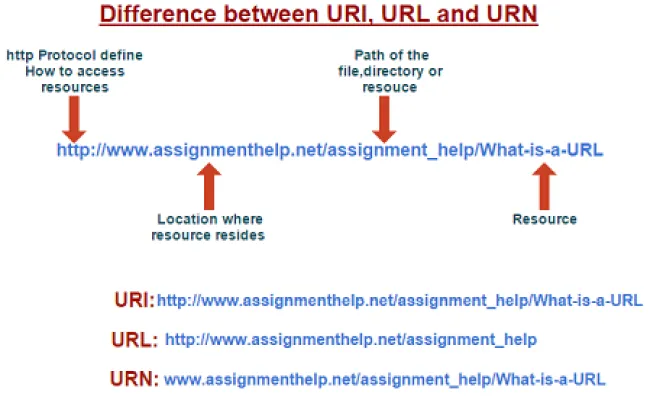 Difference between URI, URL and URN
http Protocol define
How to access
resources
Path of the
file,directory or
resouce
http://www.assignmenthelp.net/assignment_help/What-is-a-URL
Location where
resource resides
Resource
URI:http://www.assignmenthelp.net/assignment_help/What-is-a-URL
URL: http://www.assignmenthelp.net/assignment_help
URN: www.assignmenthelp.net/assignment_help/What-is-a-URL